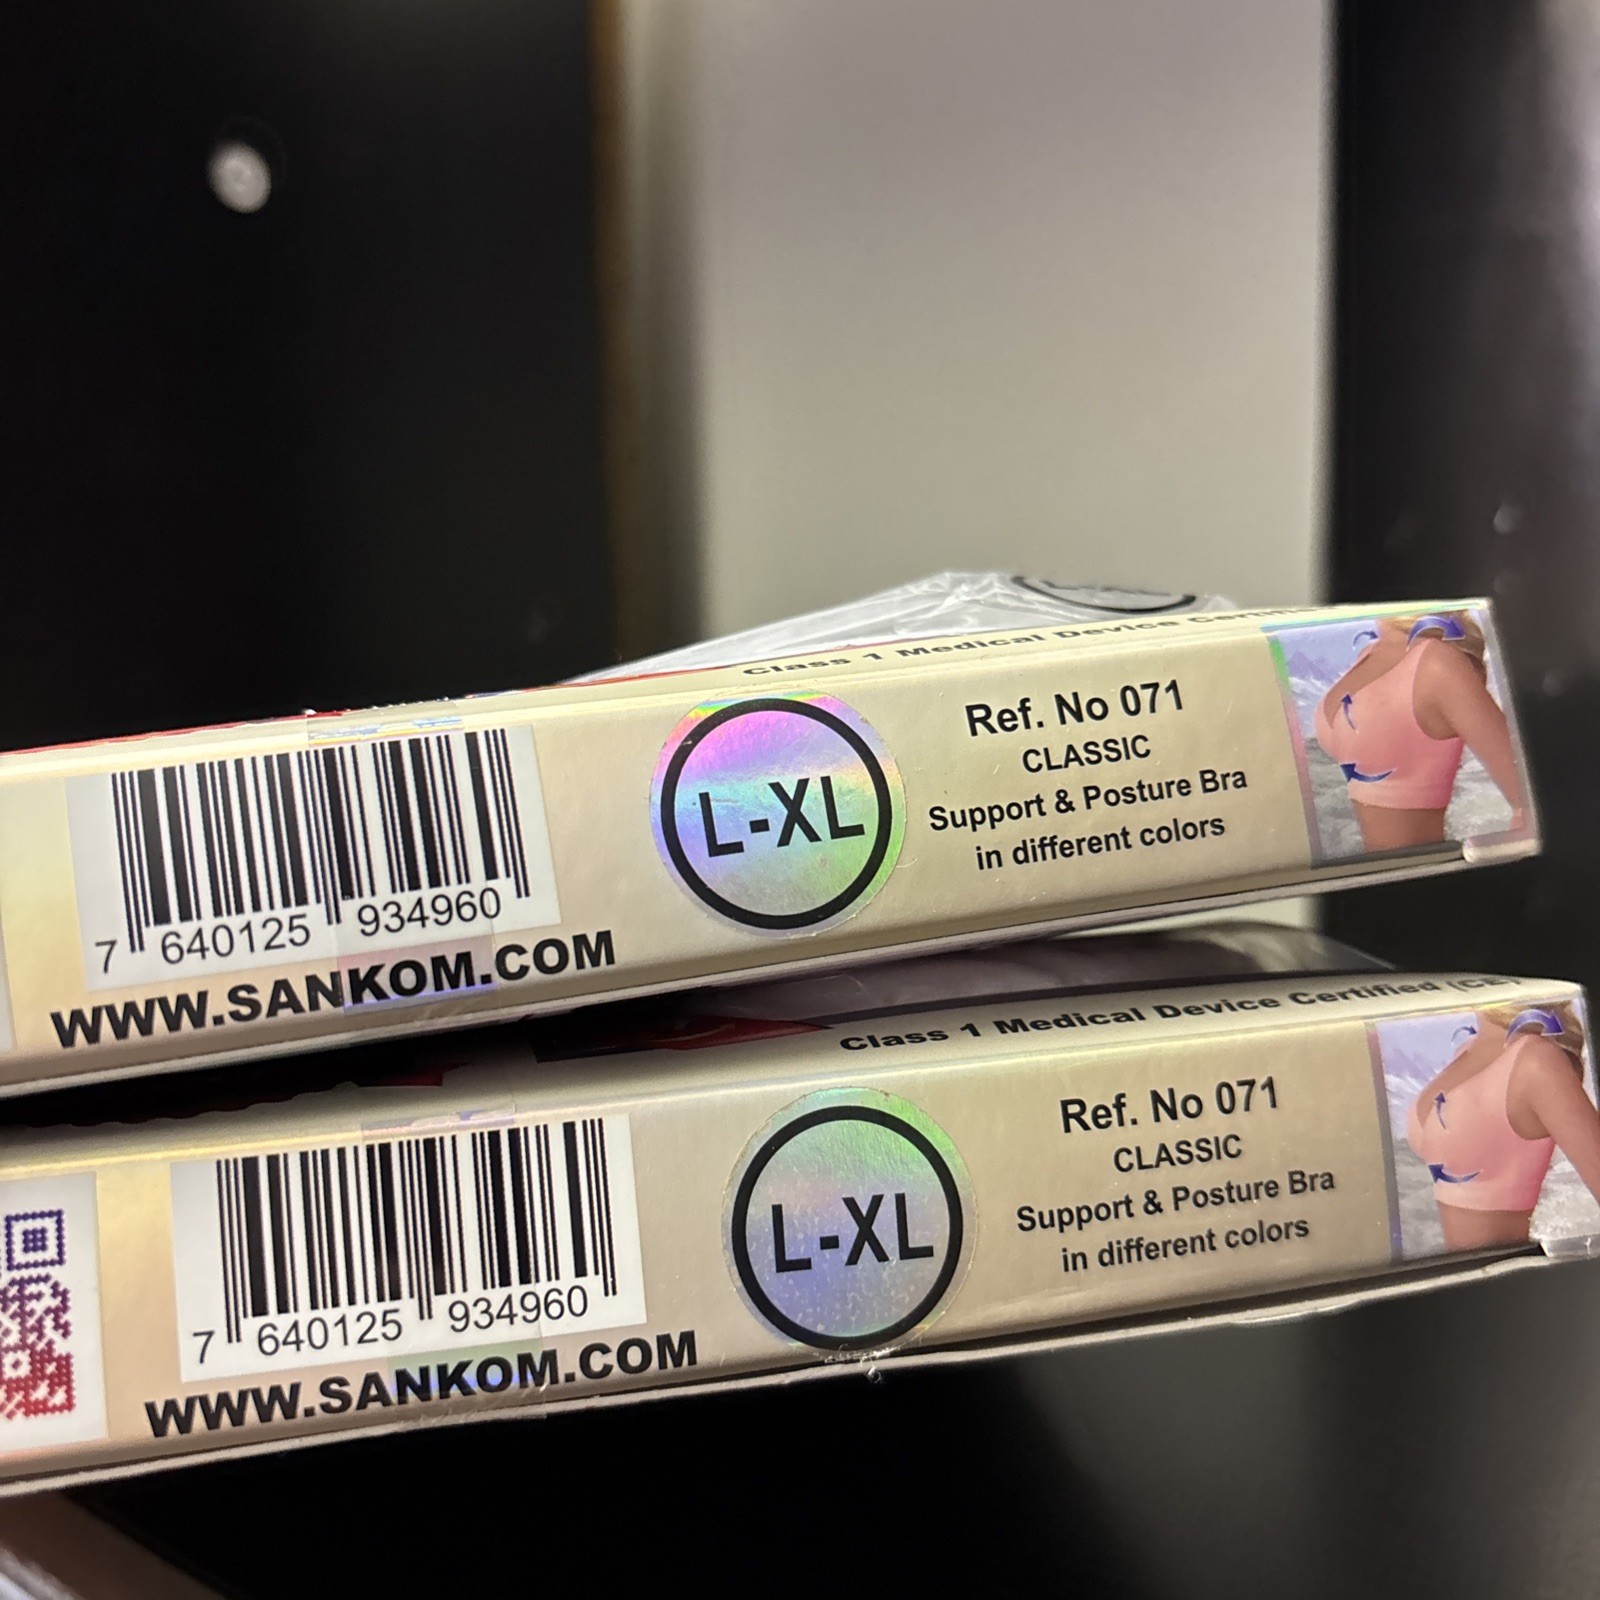 Class 1 Medical Device
L-XL
Ref. No 071
CLASSIC
Support & Posture Bra
in different colors
7 640125 934960
WWW.SANKOM.COM
Class 1 Medical Device Certified (CE)
L-XL
Ref. No 071
CLASSIC
Support & Posture Bra
in different colors
7 640125 934960
WWW.SANKOM.COM